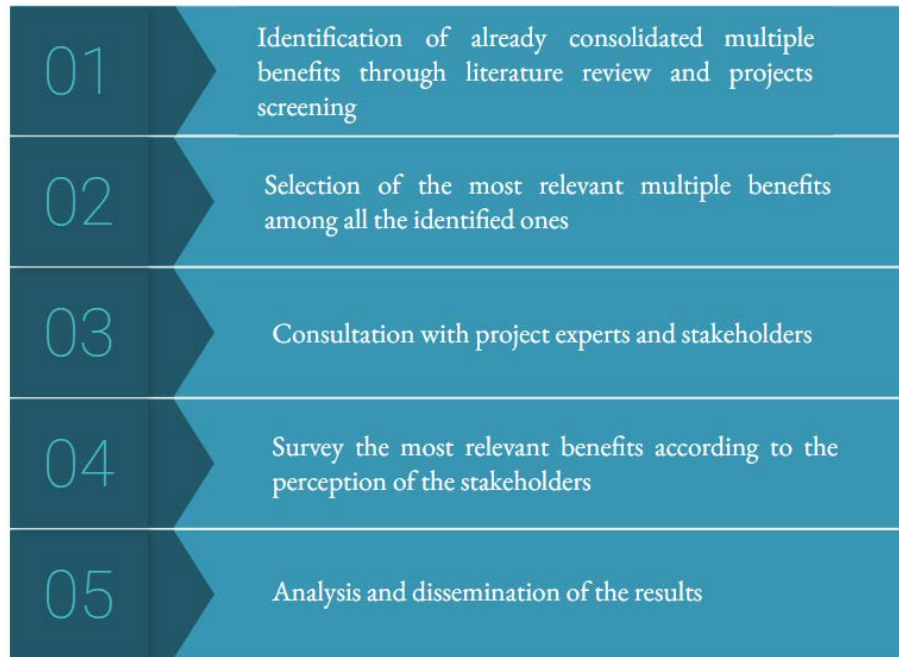 01
Identification of already consolidated multiple
benefits through literature review and projects
screening
02
Selection of the most relevant multiple benefits
among all the identified ones
03
Consultation with project experts and stakeholders
04
Survey the most relevant benefits according to the
perception of the stakeholders
05
Analysis and dissemination of the results